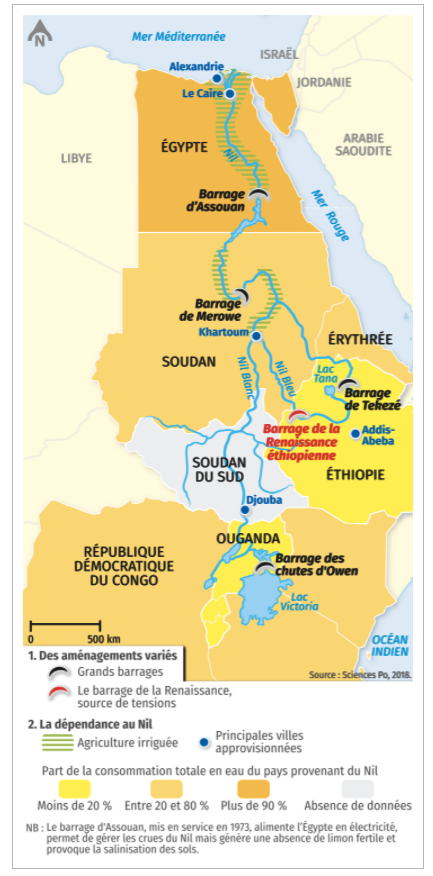 N
Mer Méditerranée
ISRAËL
Alexandrie
JORDANIE
Le Caire
ÉGYPTE
Nil
ARABIE
SAOUDITE
LIBYE
Barrage
d'Assouan
Mer Rouge
Barrage
de Merowe
Khartoum
ÉRYTHRÉE
SOUDAN
Nil Blanc
Nil Bleu
Lac
Tana
Barrage
de Tekezé
Barrage de la
Renaissance
éthiopienne
Addis-
Abeba
SOUDAN
DU SUD
ÉTHIOPIE
Djouba
OUGANDA
RÉPUBLIQUE
DÉMOCRATIQUE
DU CONGO
Barrage des
chutes d'Owen
Lac
Victoria
0 500 km
OCÉAN
INDIEN
Source : Sciences Po, 2018.
1. Des aménagements variés
Grands barrages
Le barrage de la Renaissance,
source de tensions
2. La dépendance au Nil
Agriculture irriguée
Principales villes
approvisionnées
Part de la consommation totale en eau du pays provenant du Nil
Moins de 20 % Entre 20 et 80 % Plus de 90 % Absence de données
NB : Le barrage d'Assouan, mis en service en 1973, alimente l'Égypte en électricité,
permet de gérer les crues du Nil mais génère une absence de limon fertile et
provoque la salinisation des sols.